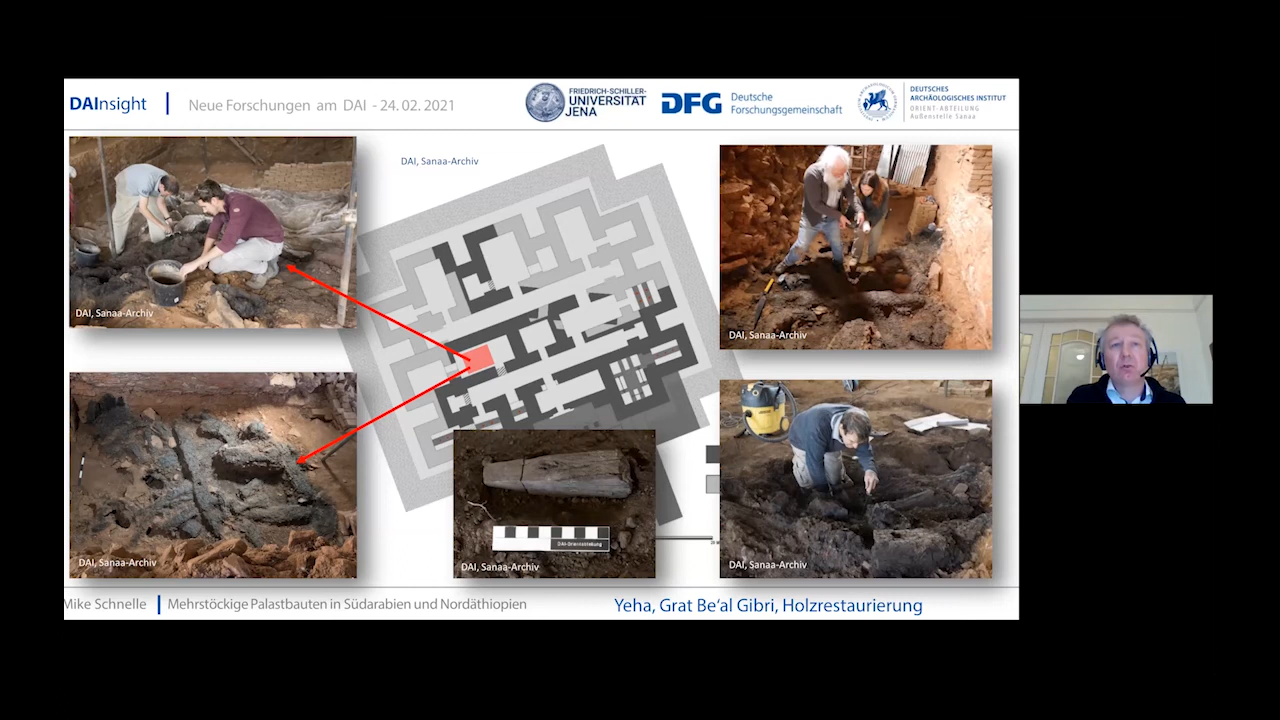 DAInsight
Neue Forschungen am DAI - 24.02.2021
FRIEDRICH-SCHILLER-
UNIVERSITÄT
JENA
DFG
Deutsche
Forschungsgemeinschaft
DEUTSCHES
ARCHÄOLOGISCHES INSTITUT
ORIENT-ABTEILUNG
Außenstelle Sanaa
DAI, Sanaa-Archiv
DAI, Sanaa-Archiv
DAI, Sanaa-Archiv
DAI, Sanaa-Archiv
DAI-Orientabteilung
DAI, Sanaa-Archiv
DAI, Sanaa-Archiv
Mike Schnelle
Mehrstöckige Palastbauten in Südarabien und Nordäthiopien
Yeha, Grat Be‘al Gibri, Holzrestaurierung